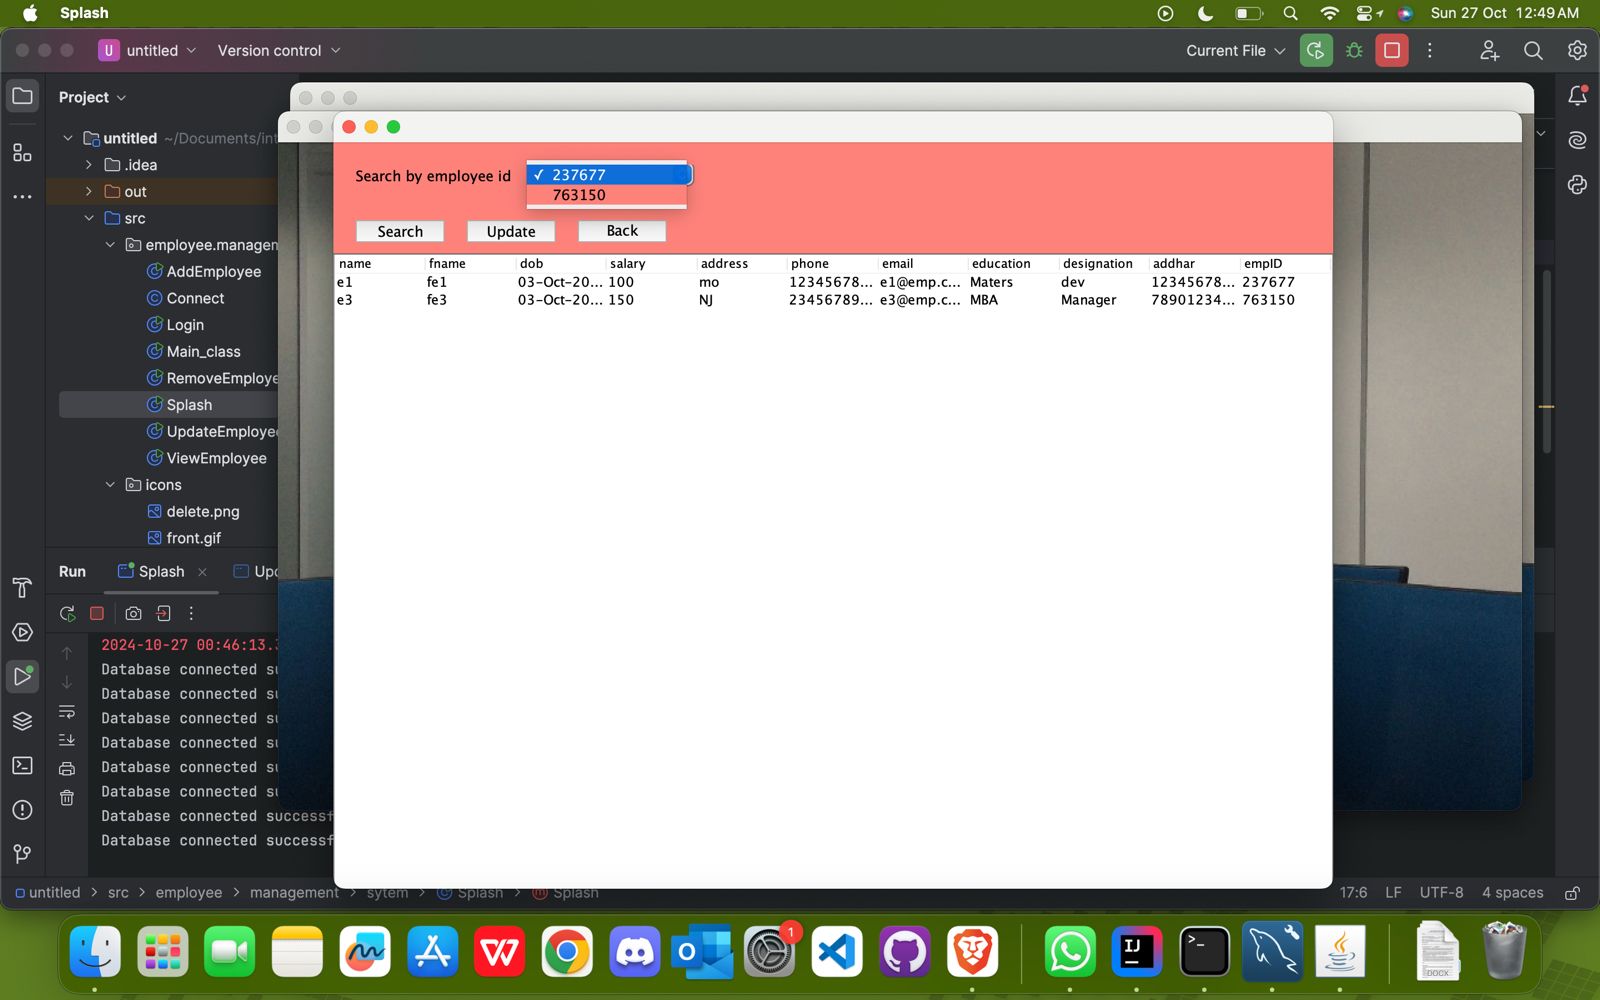 Splash
Sun 27 Oct 12:49 AM
U untitled
Version control
Current File
Project
untitled ~/Documents/int
.idea
out
src
employee.managem
AddEmployee
Connect
Login
Main_class
RemoveEmploye
Splash
UpdateEmployee
ViewEmployee
icons
delete.png
front.gif
Search by employee id
✓ 237677
763150
Search
Update
Back
name fname dob salary address phone email education designation addhar empID
e1 fe1 03-Oct-20... 100 mo 12345678... e1@emp.c... Maters dev 12345678... 237677
e3 fe3 03-Oct-20... 150 NJ 23456789... e3@emp.c... MBA Manager 78901234... 763150
Run
Splash
Upd
2024-10-27 00:46:13.
Database connected su
Database connected su
Database connected su
Database connected su
Database connected su
Database connected su
Database connected successf
Database connected successf
untitled > src > employee > management > sytem > Splash > Splash
17:6 LF UTF-8 4 spaces
W
O
1
IJ
>_
DOCX